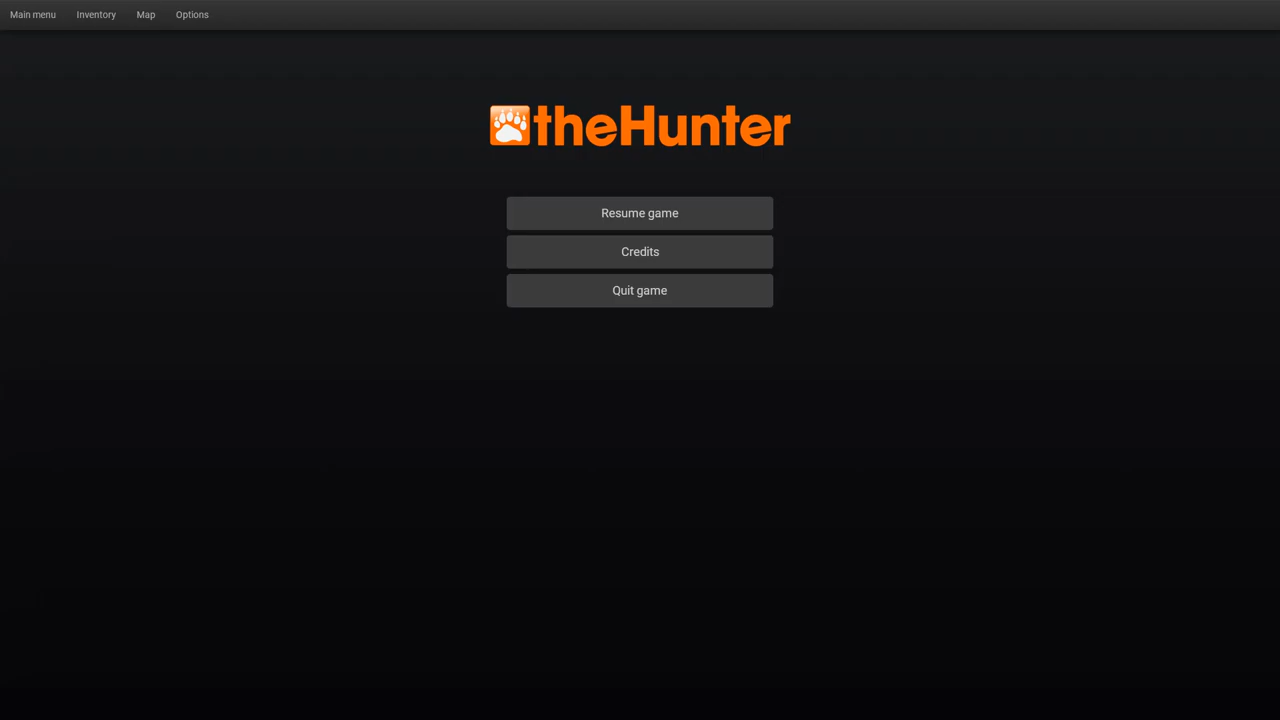 Main menu Inventory Map Options
theHunter
Resume game
Credits
Quit game